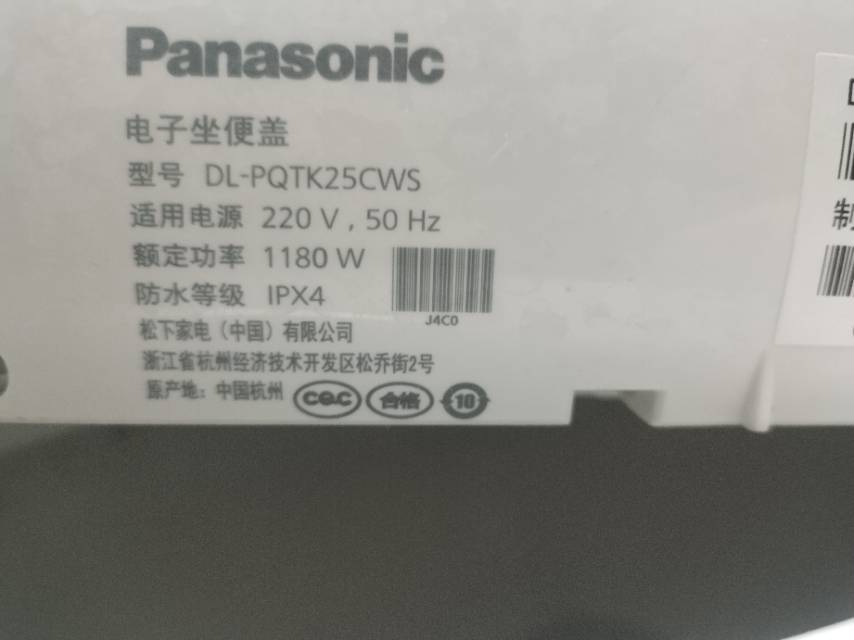 Panasonic
电子坐便盖
型号 DL-PQTK25CWS
适用电源 220 V , 50 Hz
额定功率 1180 W
防水等级 IPX4
J4C0
松下家电（中国）有限公司
浙江省杭州经济技术开发区松乔街2号
原产地：中国杭州 CQC 合格 10
制